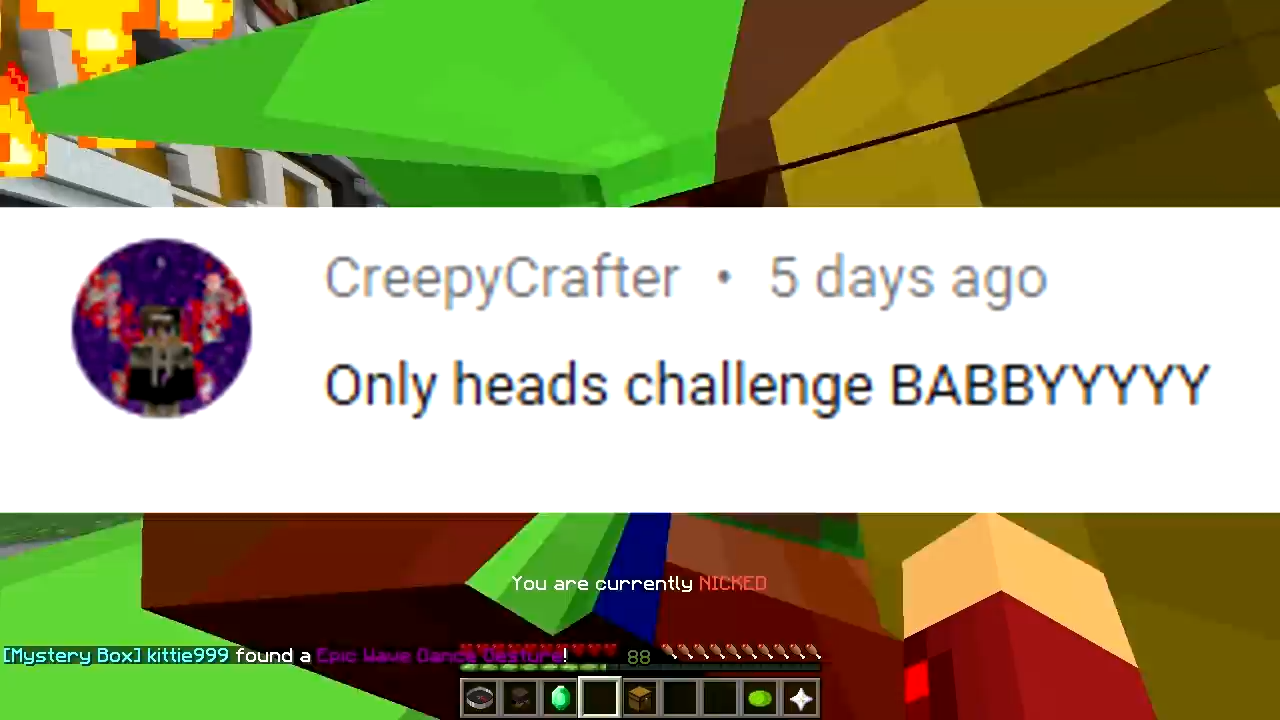 CreepyCrafter • 5 days ago
Only heads challenge BABBYYYYY
You are currently NICKED
[Mystery Box] kittie999 found a Epic Wave Dance Gesture!
88